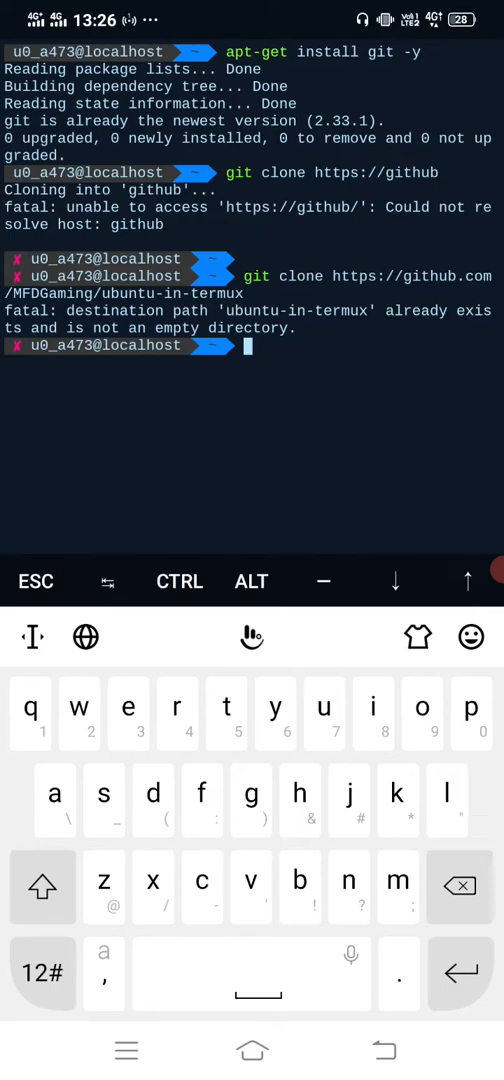 13:26
Vo) LTE2 4G 28
u0_a473@localhost ~ apt-get install git -y
Reading package lists... Done
Building dependency tree... Done
Reading state information... Done
git is already the newest version (2.33.1).
0 upgraded, 0 newly installed, 0 to remove and 0 not up
graded.
u0_a473@localhost ~ git clone https://github
Cloning into 'github'...
fatal: unable to access 'https://github/': Could not re
solve host: github
✘ u0_a473@localhost ~
✘ u0_a473@localhost ~ git clone https://github.com
/MFDGaming/ubuntu-in-termux
fatal: destination path 'ubuntu-in-termux' already exis
ts and is not an empty directory.
✘ u0_a473@localhost ~
ESC ↹ CTRL ALT — ↓ ↑
q w e r t y u i o p
1 2 3 4 5 6 7 8 9 0
a s d f g h j k l
\ _ ( : ) & # * "
z x c v b n m
@ / - ' ! ? ;
12# a , .